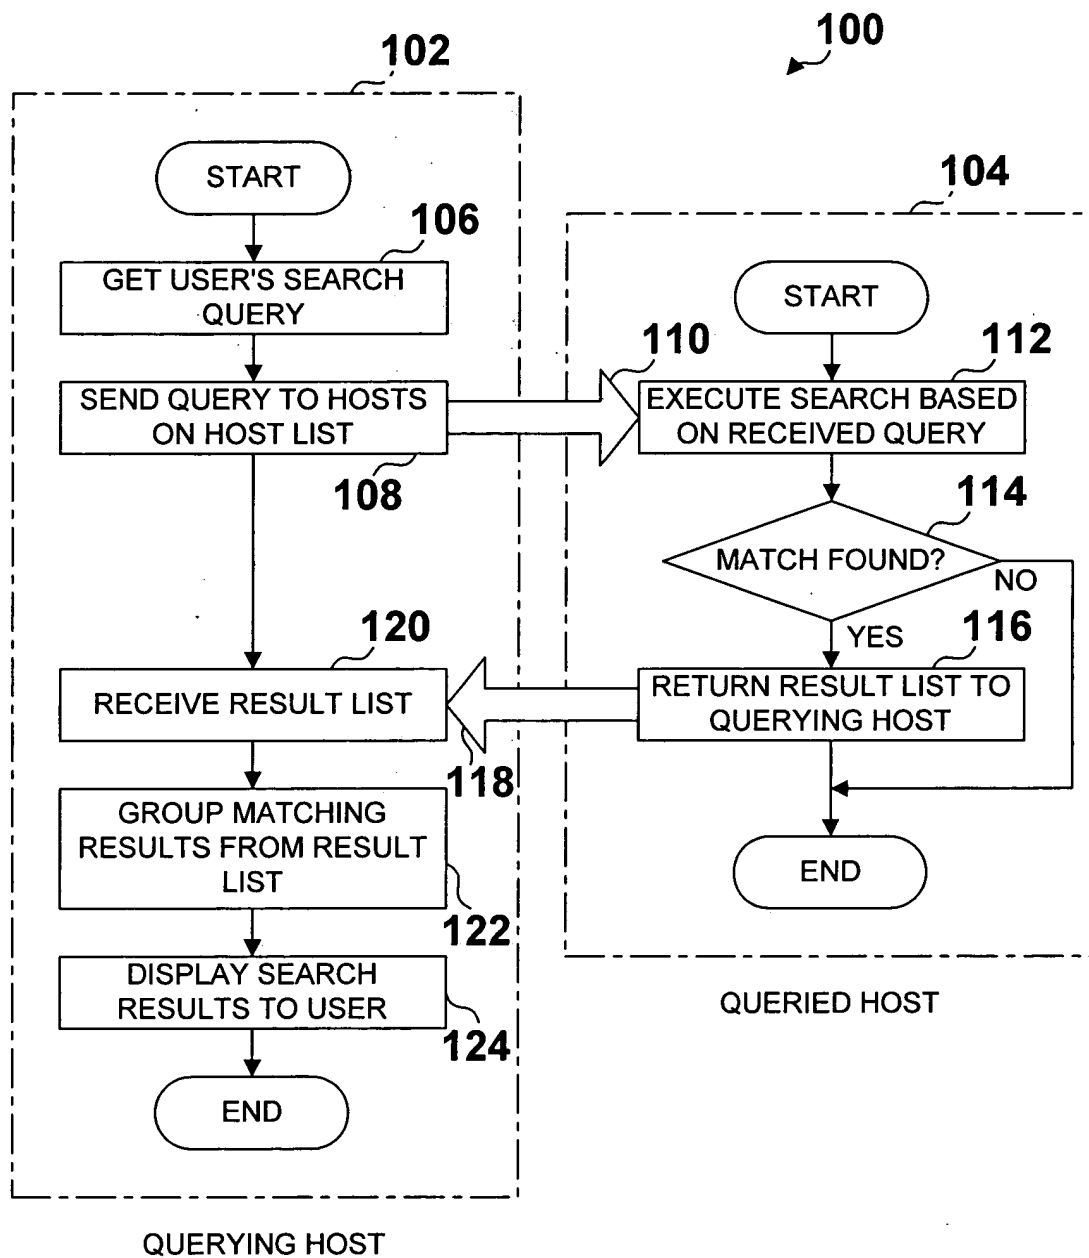 100
102
START
106
GET USER'S SEARCH
QUERY
SEND QUERY TO HOSTS
ON HOST LIST
108
120
RECEIVE RESULT LIST
118
GROUP MATCHING
RESULTS FROM RESULT
LIST
122
DISPLAY SEARCH
RESULTS TO USER
124
END
QUERYING HOST
104
START
110
112
EXECUTE SEARCH BASED
ON RECEIVED QUERY
114
MATCH FOUND?
NO
YES
116
RETURN RESULT LIST TO
QUERYING HOST
END
QUERIED HOST